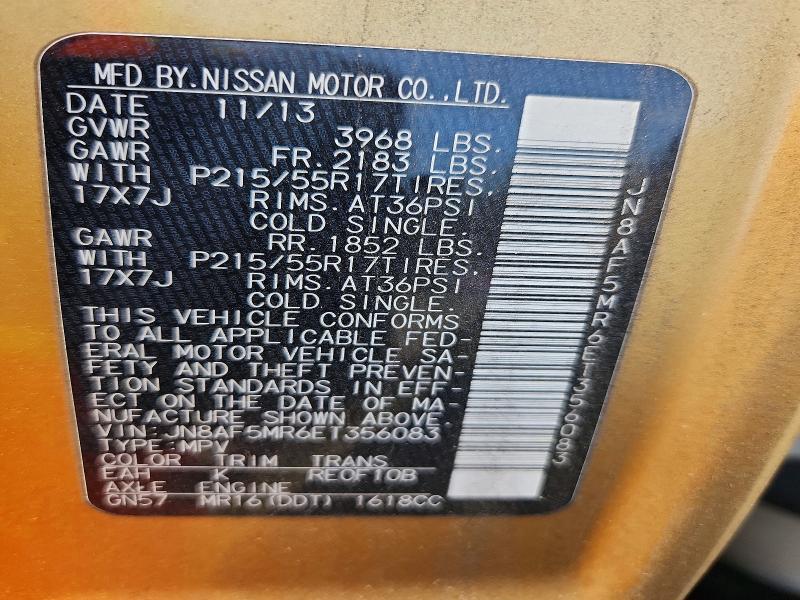 MFD BY.NISSAN MOTOR CO.,LTD.
DATE 11/13
GVWR 3968 LBS.
GAWR FR. 2183 LBS.
WITH P215/55R17TIRES,
17X7J RIMS. AT36PSI
COLD SINGLE.
GAWR RR. 1852 LBS.
WITH P215/55R17TIRES,
17X7J RIMS. AT36PSI
COLD SINGLE.
THIS VEHICLE CONFORMS
TO ALL APPLICABLE FED-
ERAL MOTOR VEHICLE SA-
FETY AND THEFT PREVEN-
TION STANDARDS IN EFF-
ECT ON THE DATE OF MA-
NUFACTURE SHOWN ABOVE.
VIN:JN8AF5MR6ET356083
TYPE:MPV
COLOR TRIM TRANS
EAH K RE0F10B
AXLE ENGINE
GN57 MR16(DDT) 1618CC
JN8AF5MR6ET356083